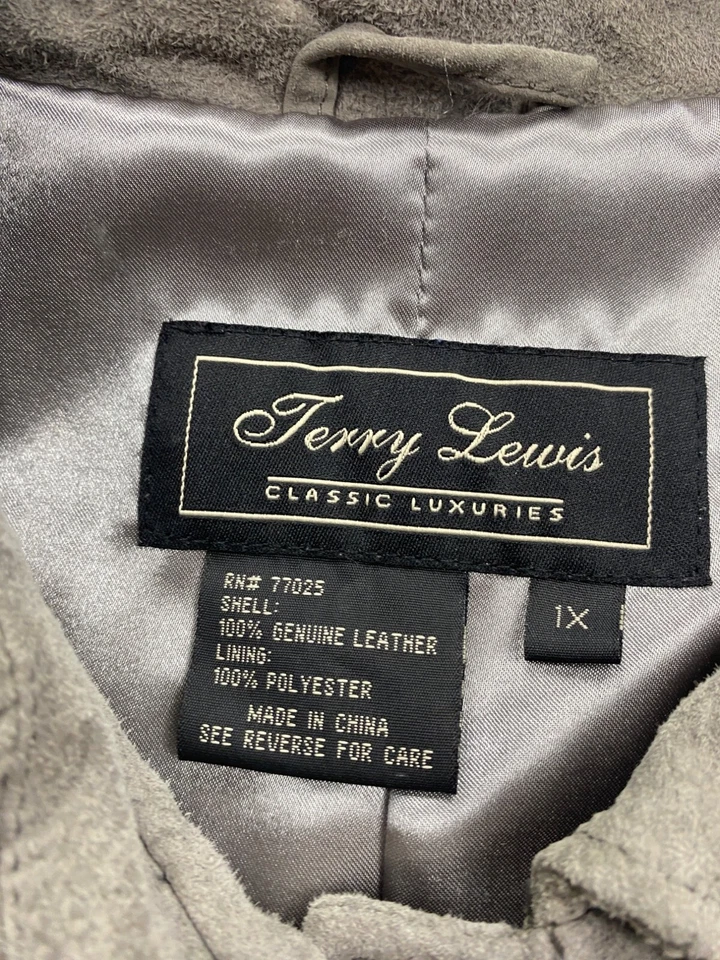 Terry Lewis
CLASSIC LUXURIES
RN# 77025
SHELL:
100% GENUINE LEATHER
LINING:
100% POLYESTER
MADE IN CHINA
SEE REVERSE FOR CARE
1X